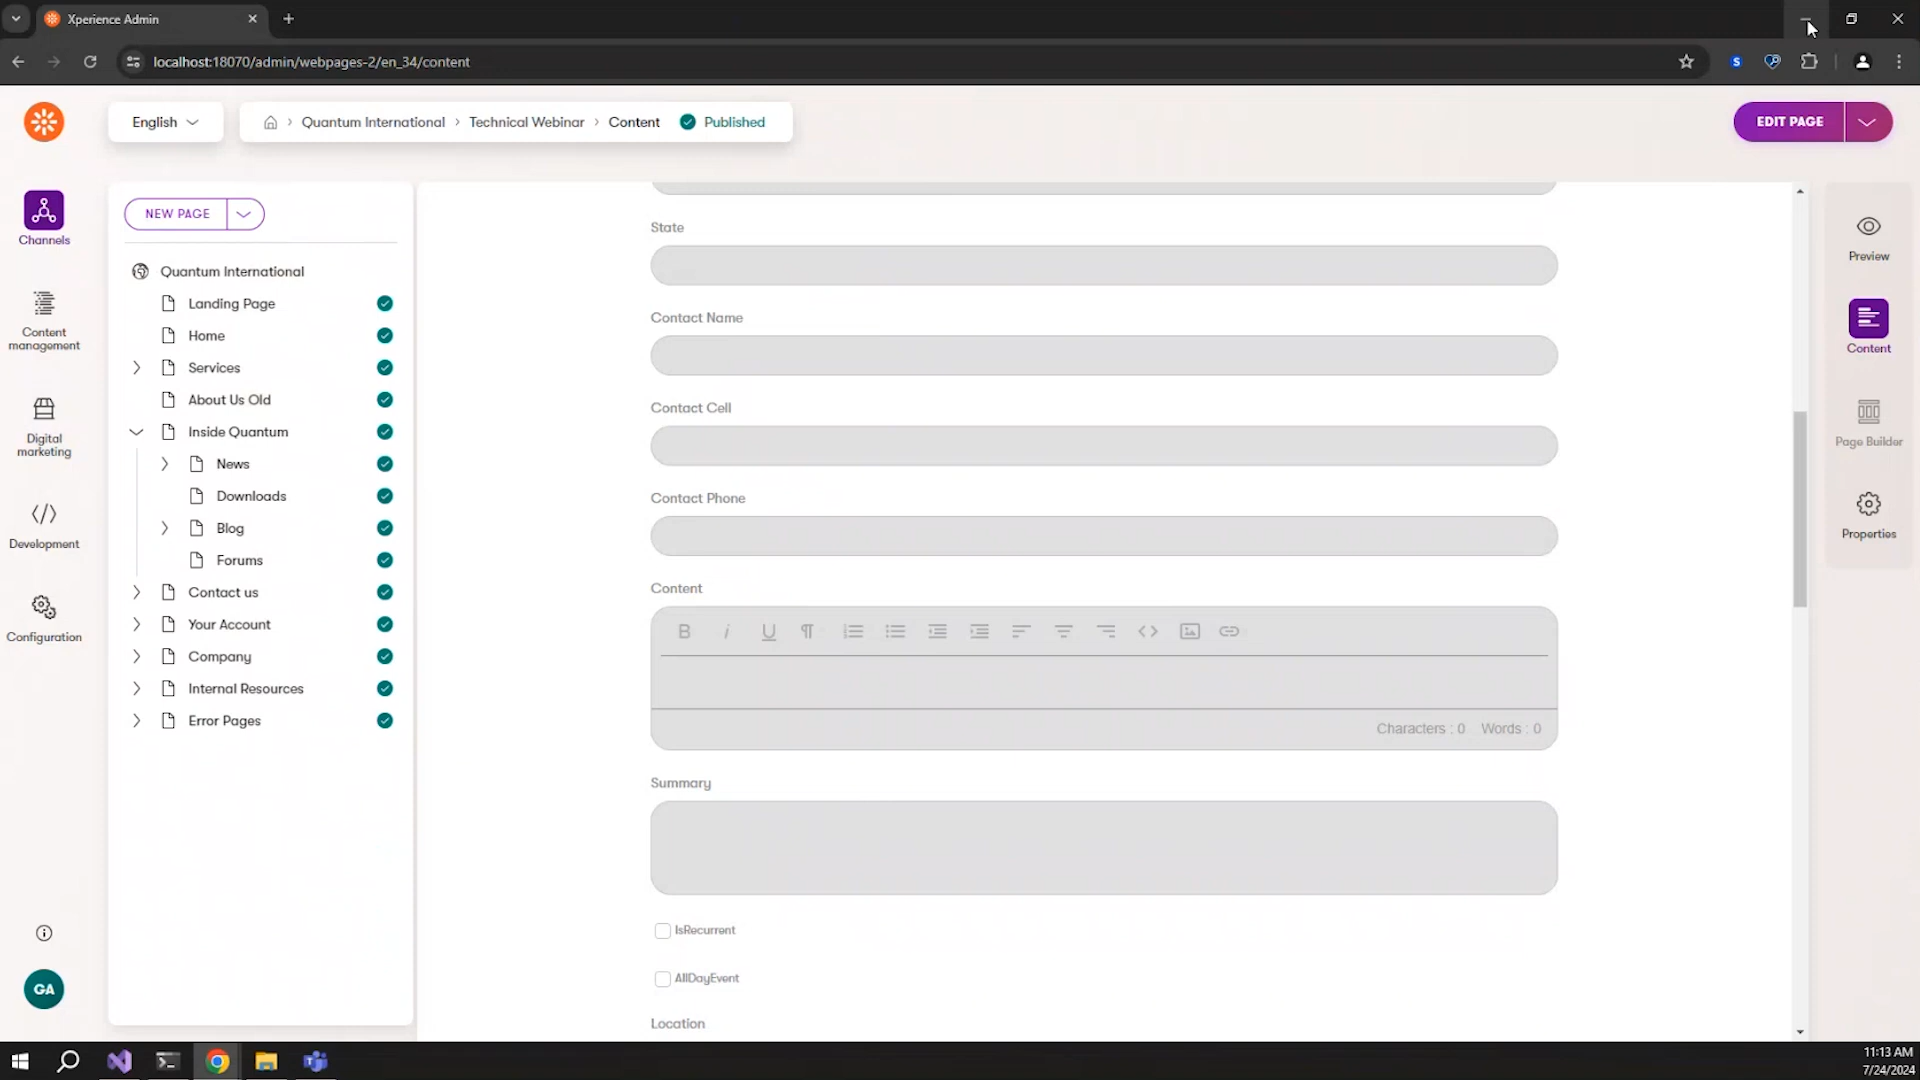 Xperience Admin
localhost:18070/admin/webpages-2/en_34/content
S
English
Quantum International
Technical Webinar
Content
Published
EDIT PAGE
Channels
Content
management
Digital
marketing
Development
Configuration
GA
NEW PAGE
Quantum International
Landing Page
Home
Services
About Us Old
Inside Quantum
News
Downloads
Blog
Forums
Contact us
Your Account
Company
Internal Resources
Error Pages
State
Contact Name
Contact Cell
Contact Phone
Content
B i U
Characters : 0 Words : 0
Summary
IsRecurrent
AllDayEvent
Location
Preview
Content
Page Builder
Properties
11:13 AM
7/24/2024